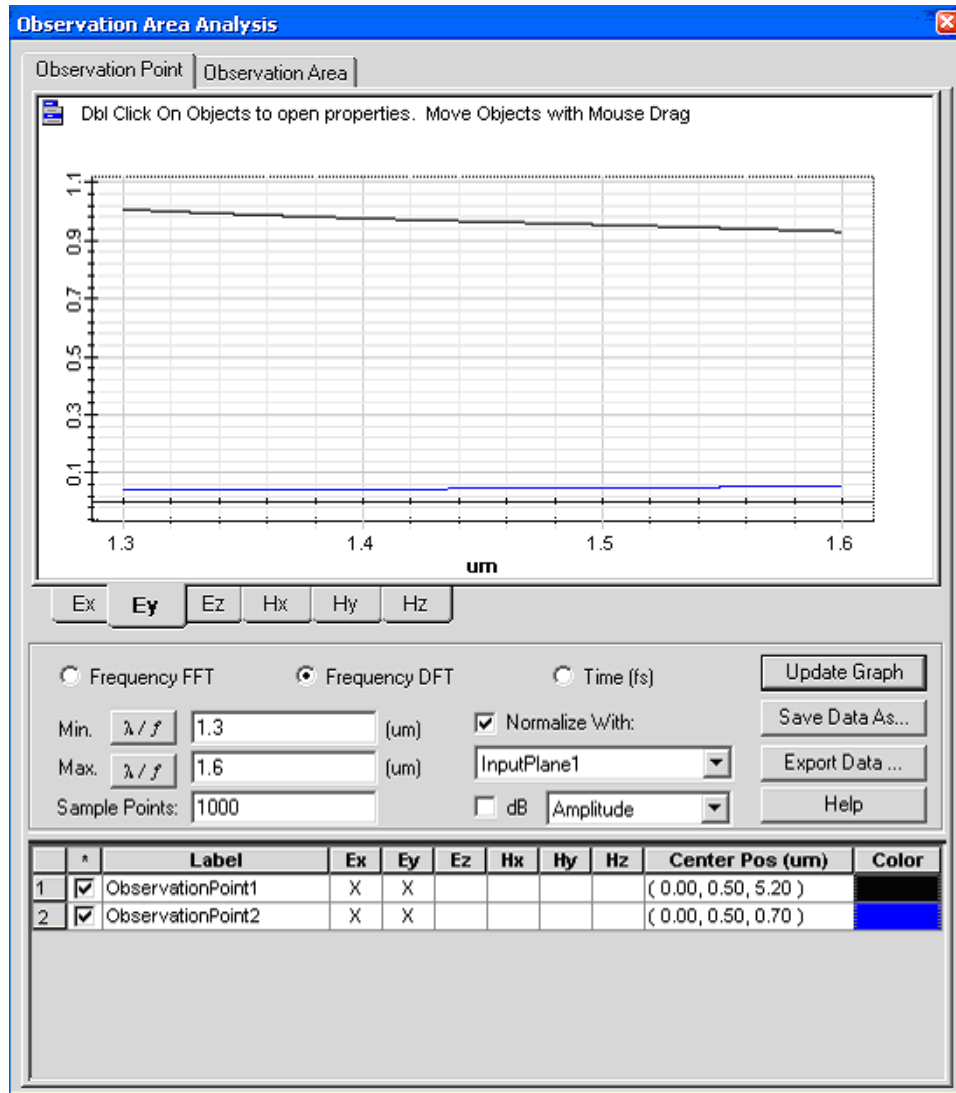 Observation Area Analysis
Observation Point Observation Area
Dbl Click On Objects to open properties. Move Objects with Mouse Drag
1.1
0.9
0.7
0.5
0.3
0.1
1.3 1.4 1.5 1.6
um
Ex Ey Ez Hx Hy Hz
Frequency FFT Frequency DFT Time (fs) Update Graph
Min. λ / f 1.3 (um) Normalize With: Save Data As...
Max. λ / f 1.6 (um) InputPlane1 Export Data ...
Sample Points: 1000 dB Amplitude Help
* Label Ex Ey Ez Hx Hy Hz Center Pos (um) Color
1 ObservationPoint1 X X ( 0.00, 0.50, 5.20 )
2 ObservationPoint2 X X ( 0.00, 0.50, 0.70 )